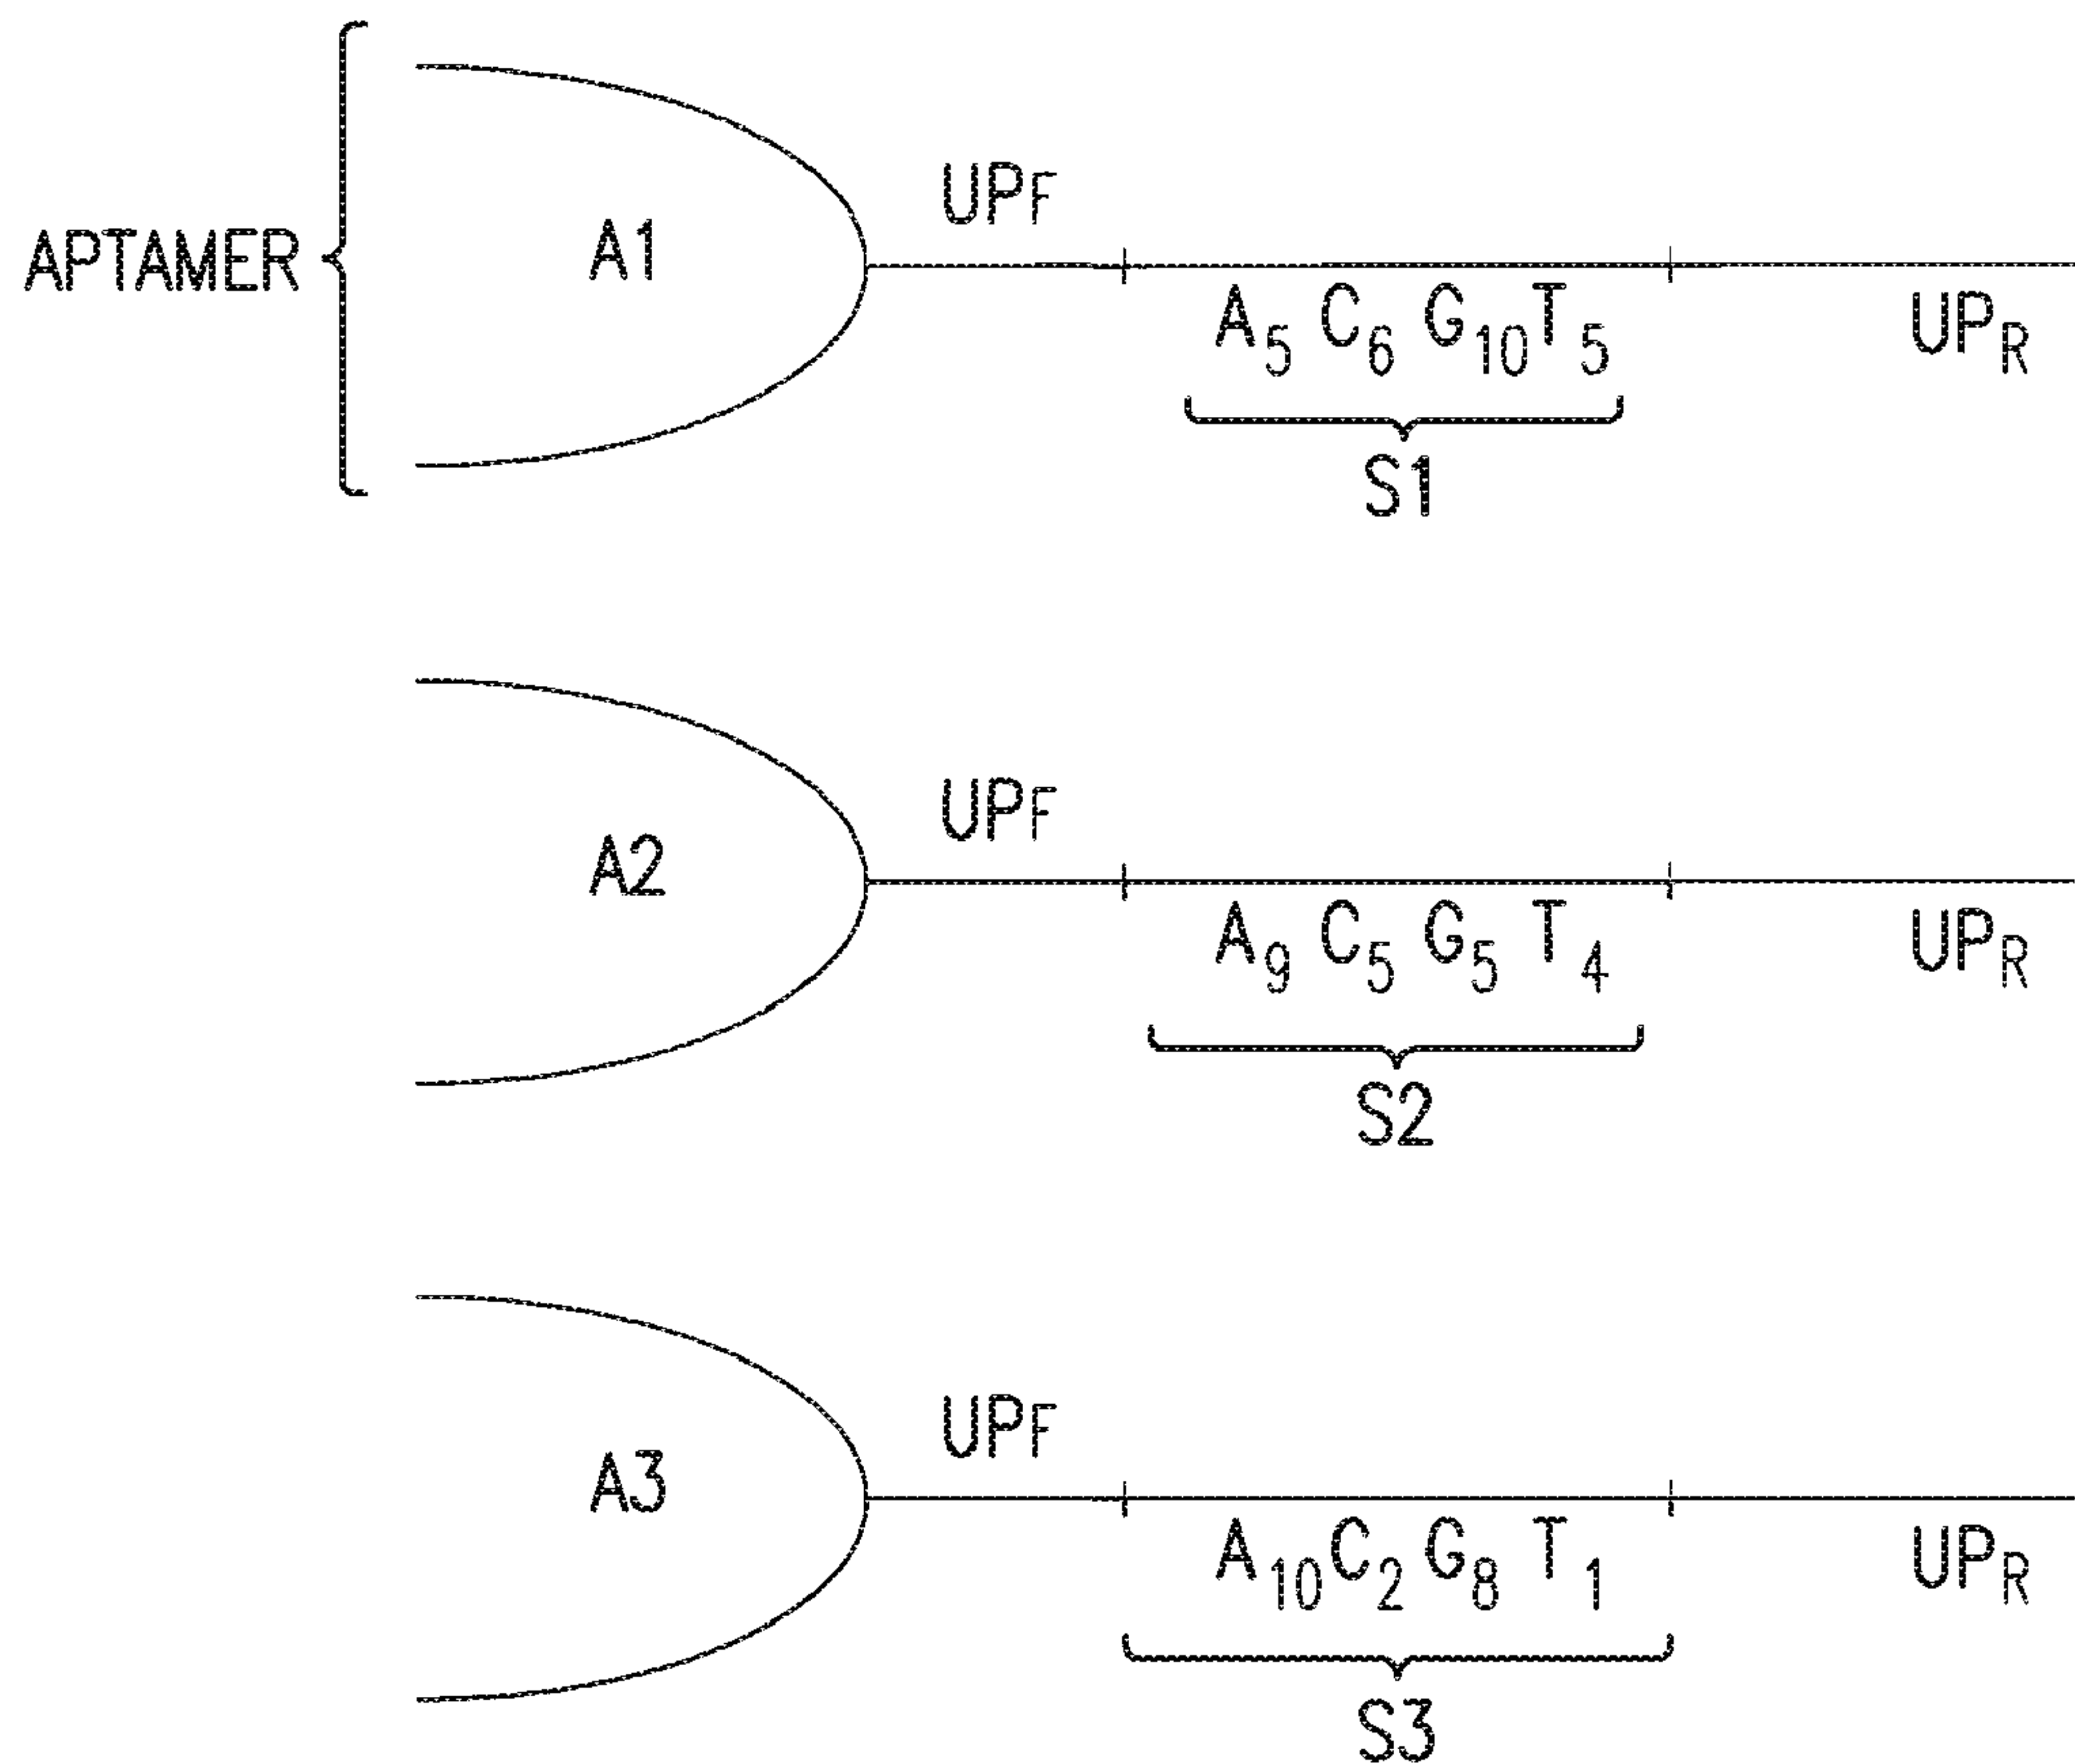 UPF
APTAMER A1
A5 C6 G10 T5 UPR
S1
UPF
A2
A9 C5 G5 T4 UPR
S2
UPF
A3
A10 C2 G8 T1 UPR
S3